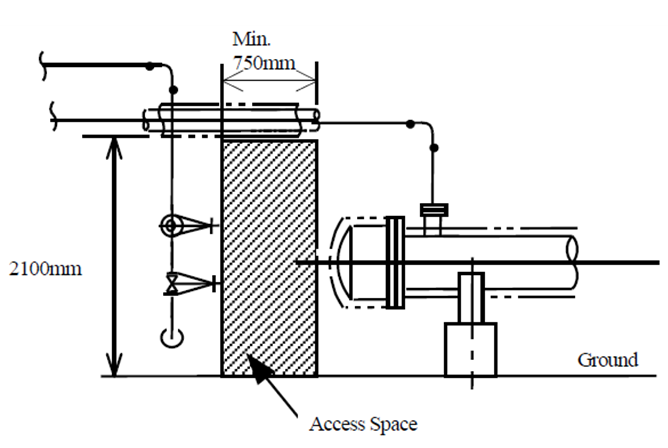 Min.
750mm
2100mm
Ground
Access Space